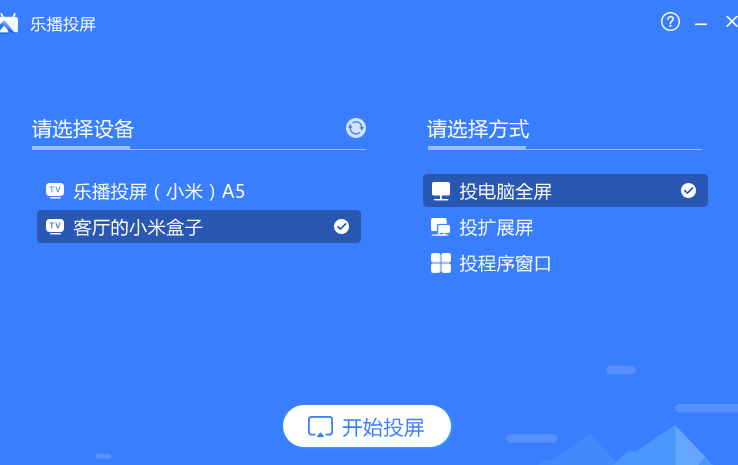 乐播投屏
请选择设备
乐播投屏（小米）A5
客厅的小米盒子
请选择方式
投电脑全屏
投扩展屏
投程序窗口
开始投屏